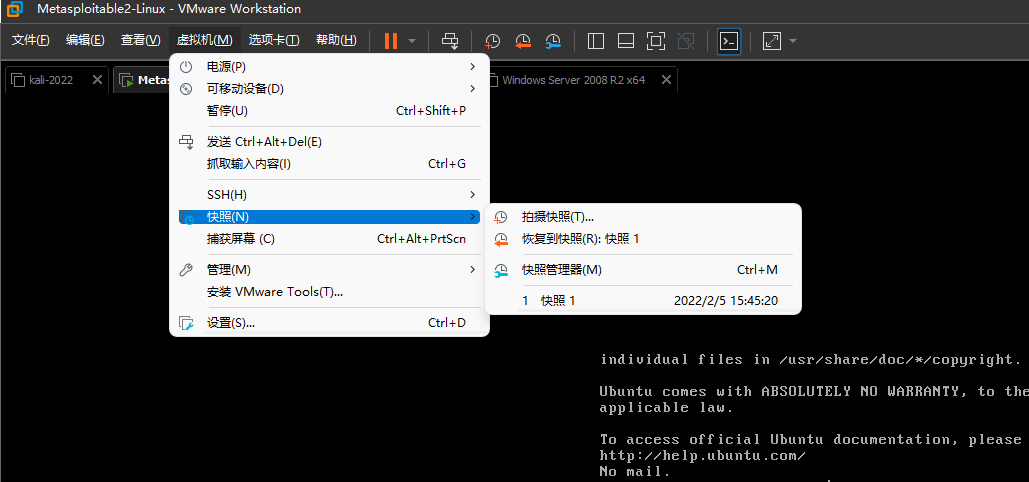 Metasploitable2-Linux - VMware Workstation
文件(F) 编辑(E) 查看(V) 虚拟机(M) 选项卡(T) 帮助(H)
kali-2022 Windows Server 2008 R2 x64
电源(P)
可移动设备(D)
暂停(U) Ctrl+Shift+P
发送 Ctrl+Alt+Del(E)
抓取输入内容(I) Ctrl+G
SSH(H)
快照(N)
捕获屏幕 (C) Ctrl+Alt+PrtScn
管理(M)
安装 VMware Tools(T)...
设置(S)... Ctrl+D
拍摄快照(T)...
恢复到快照(R): 快照 1
快照管理器(M) Ctrl+M
1 快照 1 2022/2/5 15:45:20
individual files in /usr/share/doc/*/copyright.
Ubuntu comes with ABSOLUTELY NO WARRANTY, to the
applicable law.
To access official Ubuntu documentation, please
http://help.ubuntu.com/
No mail.